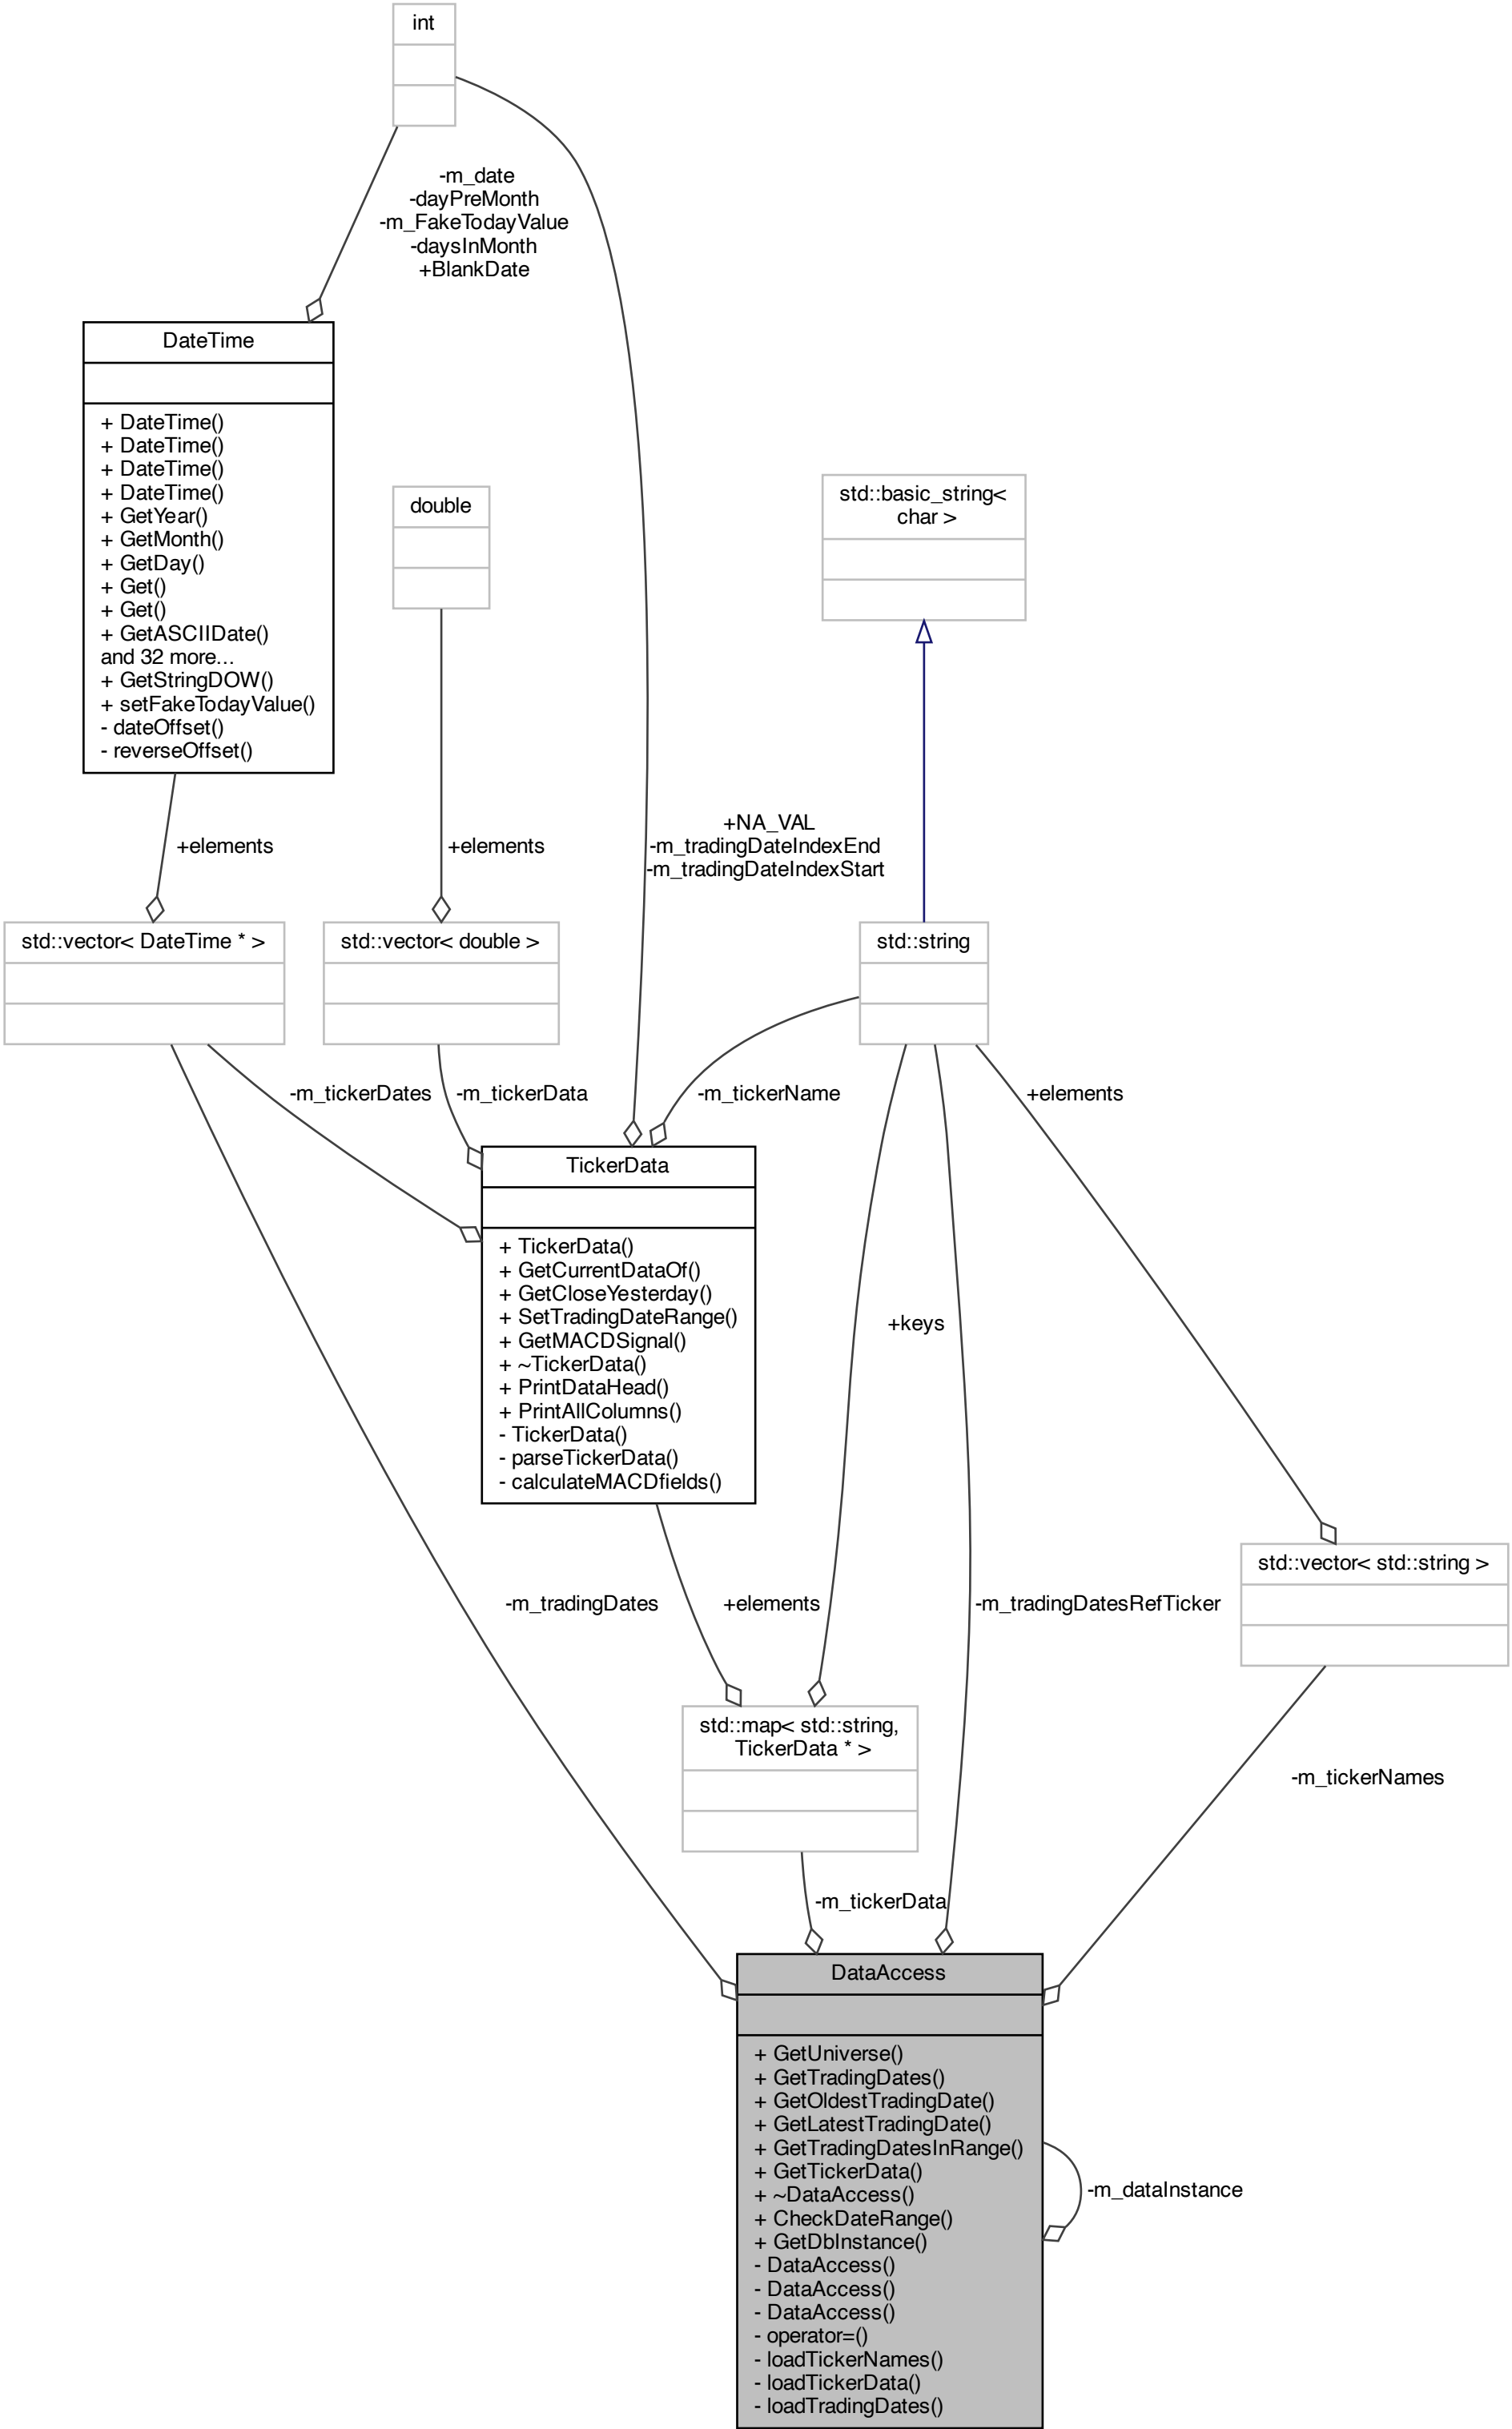 int
-m_date
-dayPreMonth
-m_FakeTodayValue
-daysInMonth
+BlankDate
DateTime
+ DateTime()
+ DateTime()
+ DateTime()
+ DateTime()
+ GetYear()
+ GetMonth()
+ GetDay()
+ Get()
+ Get()
+ GetASCIIDate()
and 32 more...
+ GetStringDOW()
+ setFakeTodayValue()
- dateOffset()
- reverseOffset()
double
std::basic_string<
char >
+elements
+elements
+NA_VAL
-m_tradingDateIndexEnd
-m_tradingDateIndexStart
std::vector< DateTime * >
std::vector< double >
std::string
-m_tickerDates
-m_tickerData
-m_tickerName
+elements
TickerData
+ TickerData()
+ GetCurrentDataOf()
+ GetCloseYesterday()
+ SetTradingDateRange()
+ GetMACDSignal()
+ ~TickerData()
+ PrintDataHead()
+ PrintAllColumns()
- TickerData()
- parseTickerData()
- calculateMACDfields()
+keys
std::vector< std::string >
-m_tradingDates
+elements
-m_tradingDatesRefTicker
std::map< std::string,
TickerData * >
-m_tickerNames
-m_tickerData
DataAccess
+ GetUniverse()
+ GetTradingDates()
+ GetOldestTradingDate()
+ GetLatestTradingDate()
+ GetTradingDatesInRange()
+ GetTickerData()
+ ~DataAccess()
+ CheckDateRange()
+ GetDbInstance()
- DataAccess()
- DataAccess()
- DataAccess()
- operator=()
- loadTickerNames()
- loadTickerData()
- loadTradingDates()
-m_dataInstance